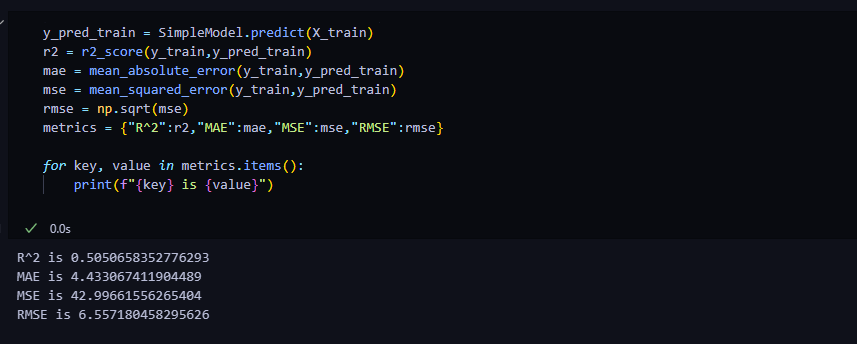 y_pred_train = SimpleModel.predict(X_train)
r2 = r2_score(y_train,y_pred_train)
mae = mean_absolute_error(y_train,y_pred_train)
mse = mean_squared_error(y_train,y_pred_train)
rmse = np.sqrt(mse)
metrics = {"R^2":r2,"MAE":mae,"MSE":mse,"RMSE":rmse}
for key, value in metrics.items():
    print(f"{key} is {value}")
0.0s
R^2 is 0.5050658352776293
MAE is 4.433067411904489
MSE is 42.99661556265404
RMSE is 6.557180458295626